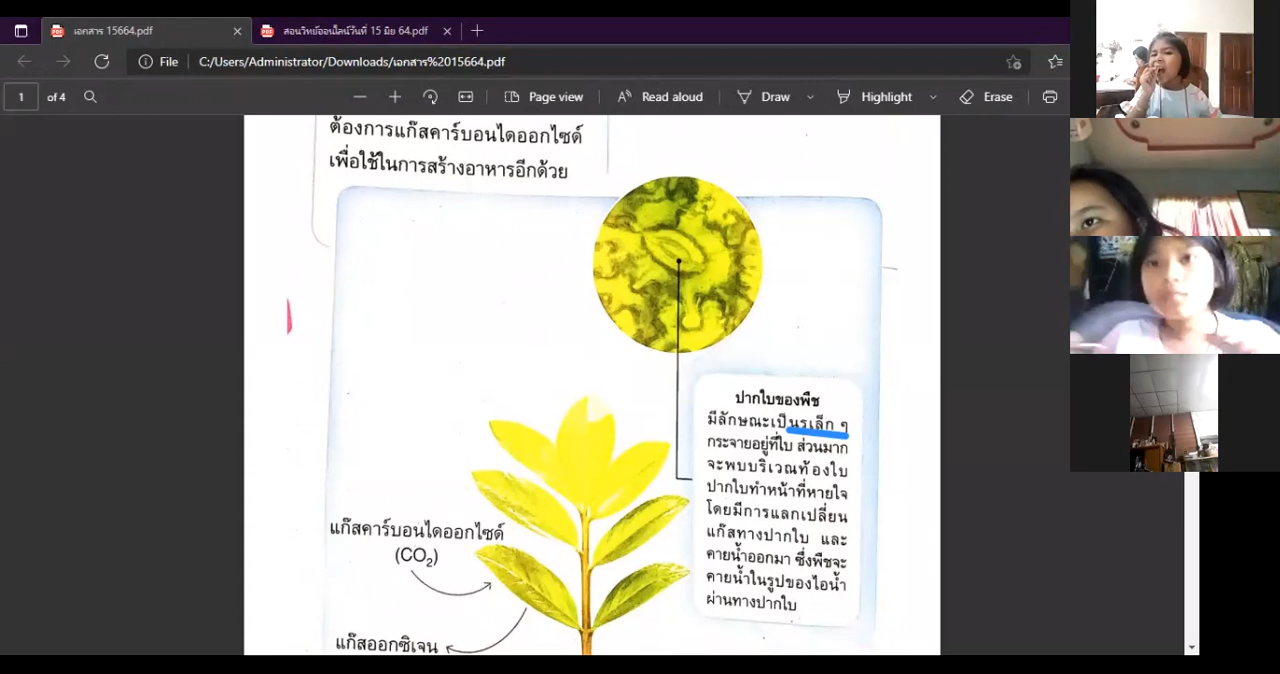 เอกสาร 15664.pdf
สอนวิทย์ออนไลน์วันที่ 15 มิย 64.pdf
File
C:/Users/Administrator/Downloads/เอกสาร%2015664.pdf
1 of 4
Page view
Read aloud
Draw
Highlight
Erase
ต้องการแก๊สคาร์บอนไดออกไซด์
เพื่อใช้ในการสร้างอาหารอีกด้วย
ปากใบของพืช
มีลักษณะเป็นรูเล็ก ๆ
กระจายอยู่ที่ใบ ส่วนมาก
จะพบบริเวณท้องใบ
ปากใบทำหน้าที่หายใจ
โดยมีการแลกเปลี่ยน
แก๊สทางปากใบ และ
คายน้ำออกมา ซึ่งพืชจะ
คายน้ำในรูปของไอน้ำ
ผ่านทางปากใบ
แก๊สคาร์บอนไดออกไซด์
(CO2)
แก๊สออกซิเจน